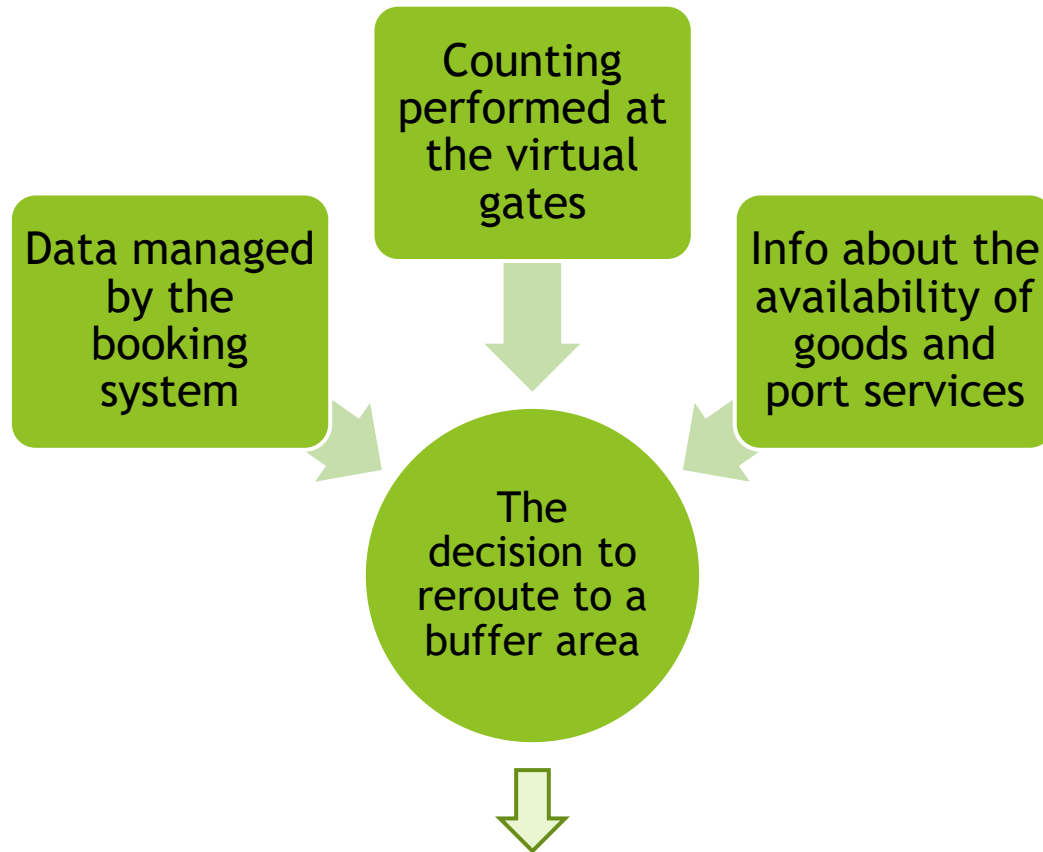 Counting
performed at
the virtual
gates
Data managed
by the
booking
system
Info about the
availability of
goods and
port services
The
decision to
reroute to a
buffer area